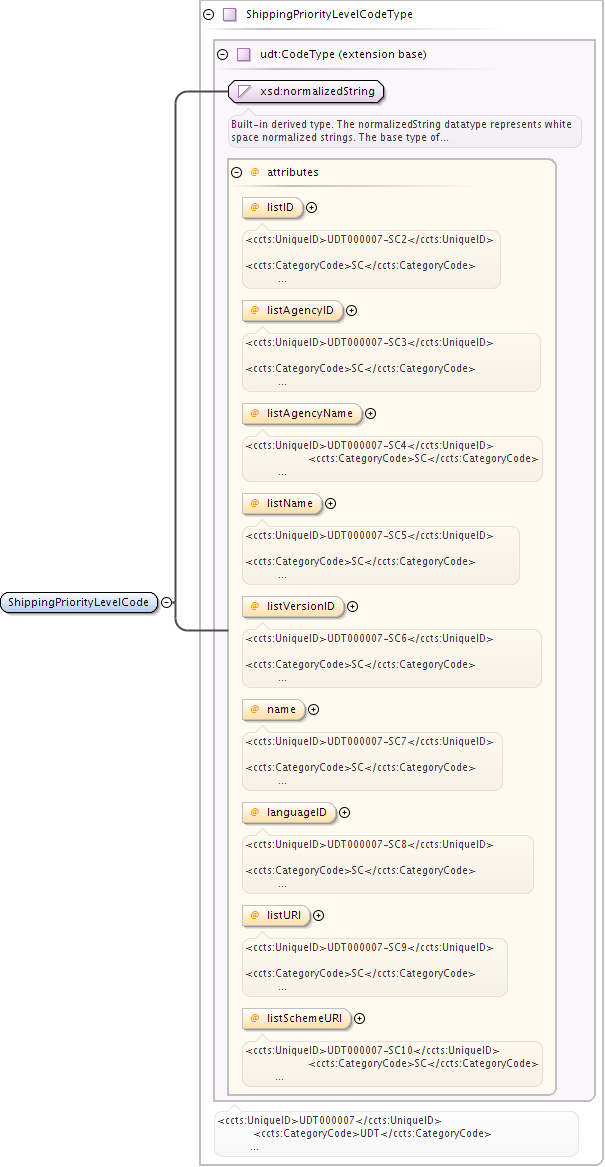 ShippingPriorityLevelCodeType
udt:CodeType (extension base)
xsd:normalizedString
Built-in derived type. The normalizedString datatype represents white
space normalized strings. The base type of...
@ attributes
@ listID
<ccts:UniqueID>UDT000007-SC2</ccts:UniqueID>
<ccts:CategoryCode>SC</ccts:CategoryCode>
...
@ listAgencyID
<ccts:UniqueID>UDT000007-SC3</ccts:UniqueID>
<ccts:CategoryCode>SC</ccts:CategoryCode>
...
@ listAgencyName
<ccts:UniqueID>UDT000007-SC4</ccts:UniqueID>
<ccts:CategoryCode>SC</ccts:CategoryCode>
...
@ listName
<ccts:UniqueID>UDT000007-SC5</ccts:UniqueID>
<ccts:CategoryCode>SC</ccts:CategoryCode>
...
ShippingPriorityLevelCode
@ listVersionID
<ccts:UniqueID>UDT000007-SC6</ccts:UniqueID>
<ccts:CategoryCode>SC</ccts:CategoryCode>
...
@ name
<ccts:UniqueID>UDT000007-SC7</ccts:UniqueID>
<ccts:CategoryCode>SC</ccts:CategoryCode>
...
@ languageID
<ccts:UniqueID>UDT000007-SC8</ccts:UniqueID>
<ccts:CategoryCode>SC</ccts:CategoryCode>
...
@ listURI
<ccts:UniqueID>UDT000007-SC9</ccts:UniqueID>
<ccts:CategoryCode>SC</ccts:CategoryCode>
...
@ listSchemeURI
<ccts:UniqueID>UDT000007-SC10</ccts:UniqueID>
<ccts:CategoryCode>SC</ccts:CategoryCode>
...
<ccts:UniqueID>UDT000007</ccts:UniqueID>
<ccts:CategoryCode>UDT</ccts:CategoryCode>
...